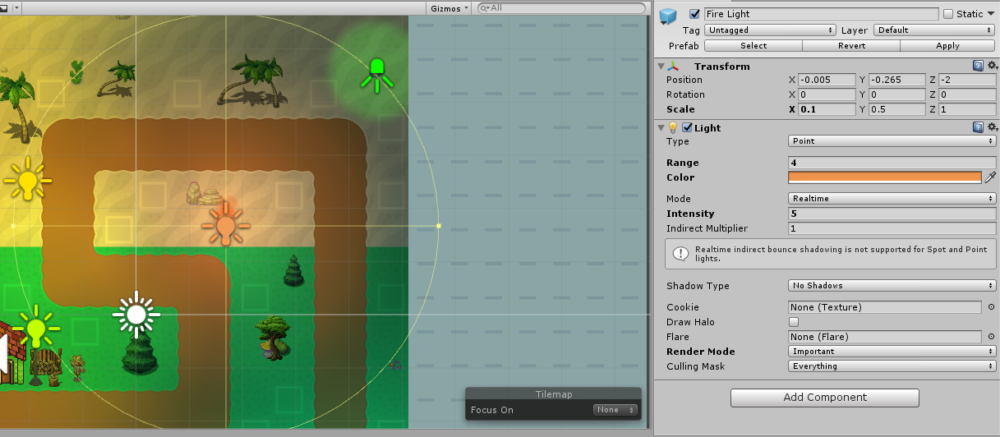 Gizmos All
Tilemap
Focus On None
Fire Light Static
Tag Untagged Layer Default
Prefab Select Revert Apply
Transform
Position X -0.005 Y -0.265 Z -2
Rotation X 0 Y 0 Z 0
Scale X 0.1 Y 0.5 Z 1
Light
Type Point
Range 4
Color
Mode Realtime
Intensity 5
Indirect Multiplier 1
Realtime indirect bounce shadowing is not supported for Spot and Point
lights.
Shadow Type No Shadows
Cookie None (Texture)
Draw Halo
Flare None (Flare)
Render Mode Important
Culling Mask Everything
Add Component